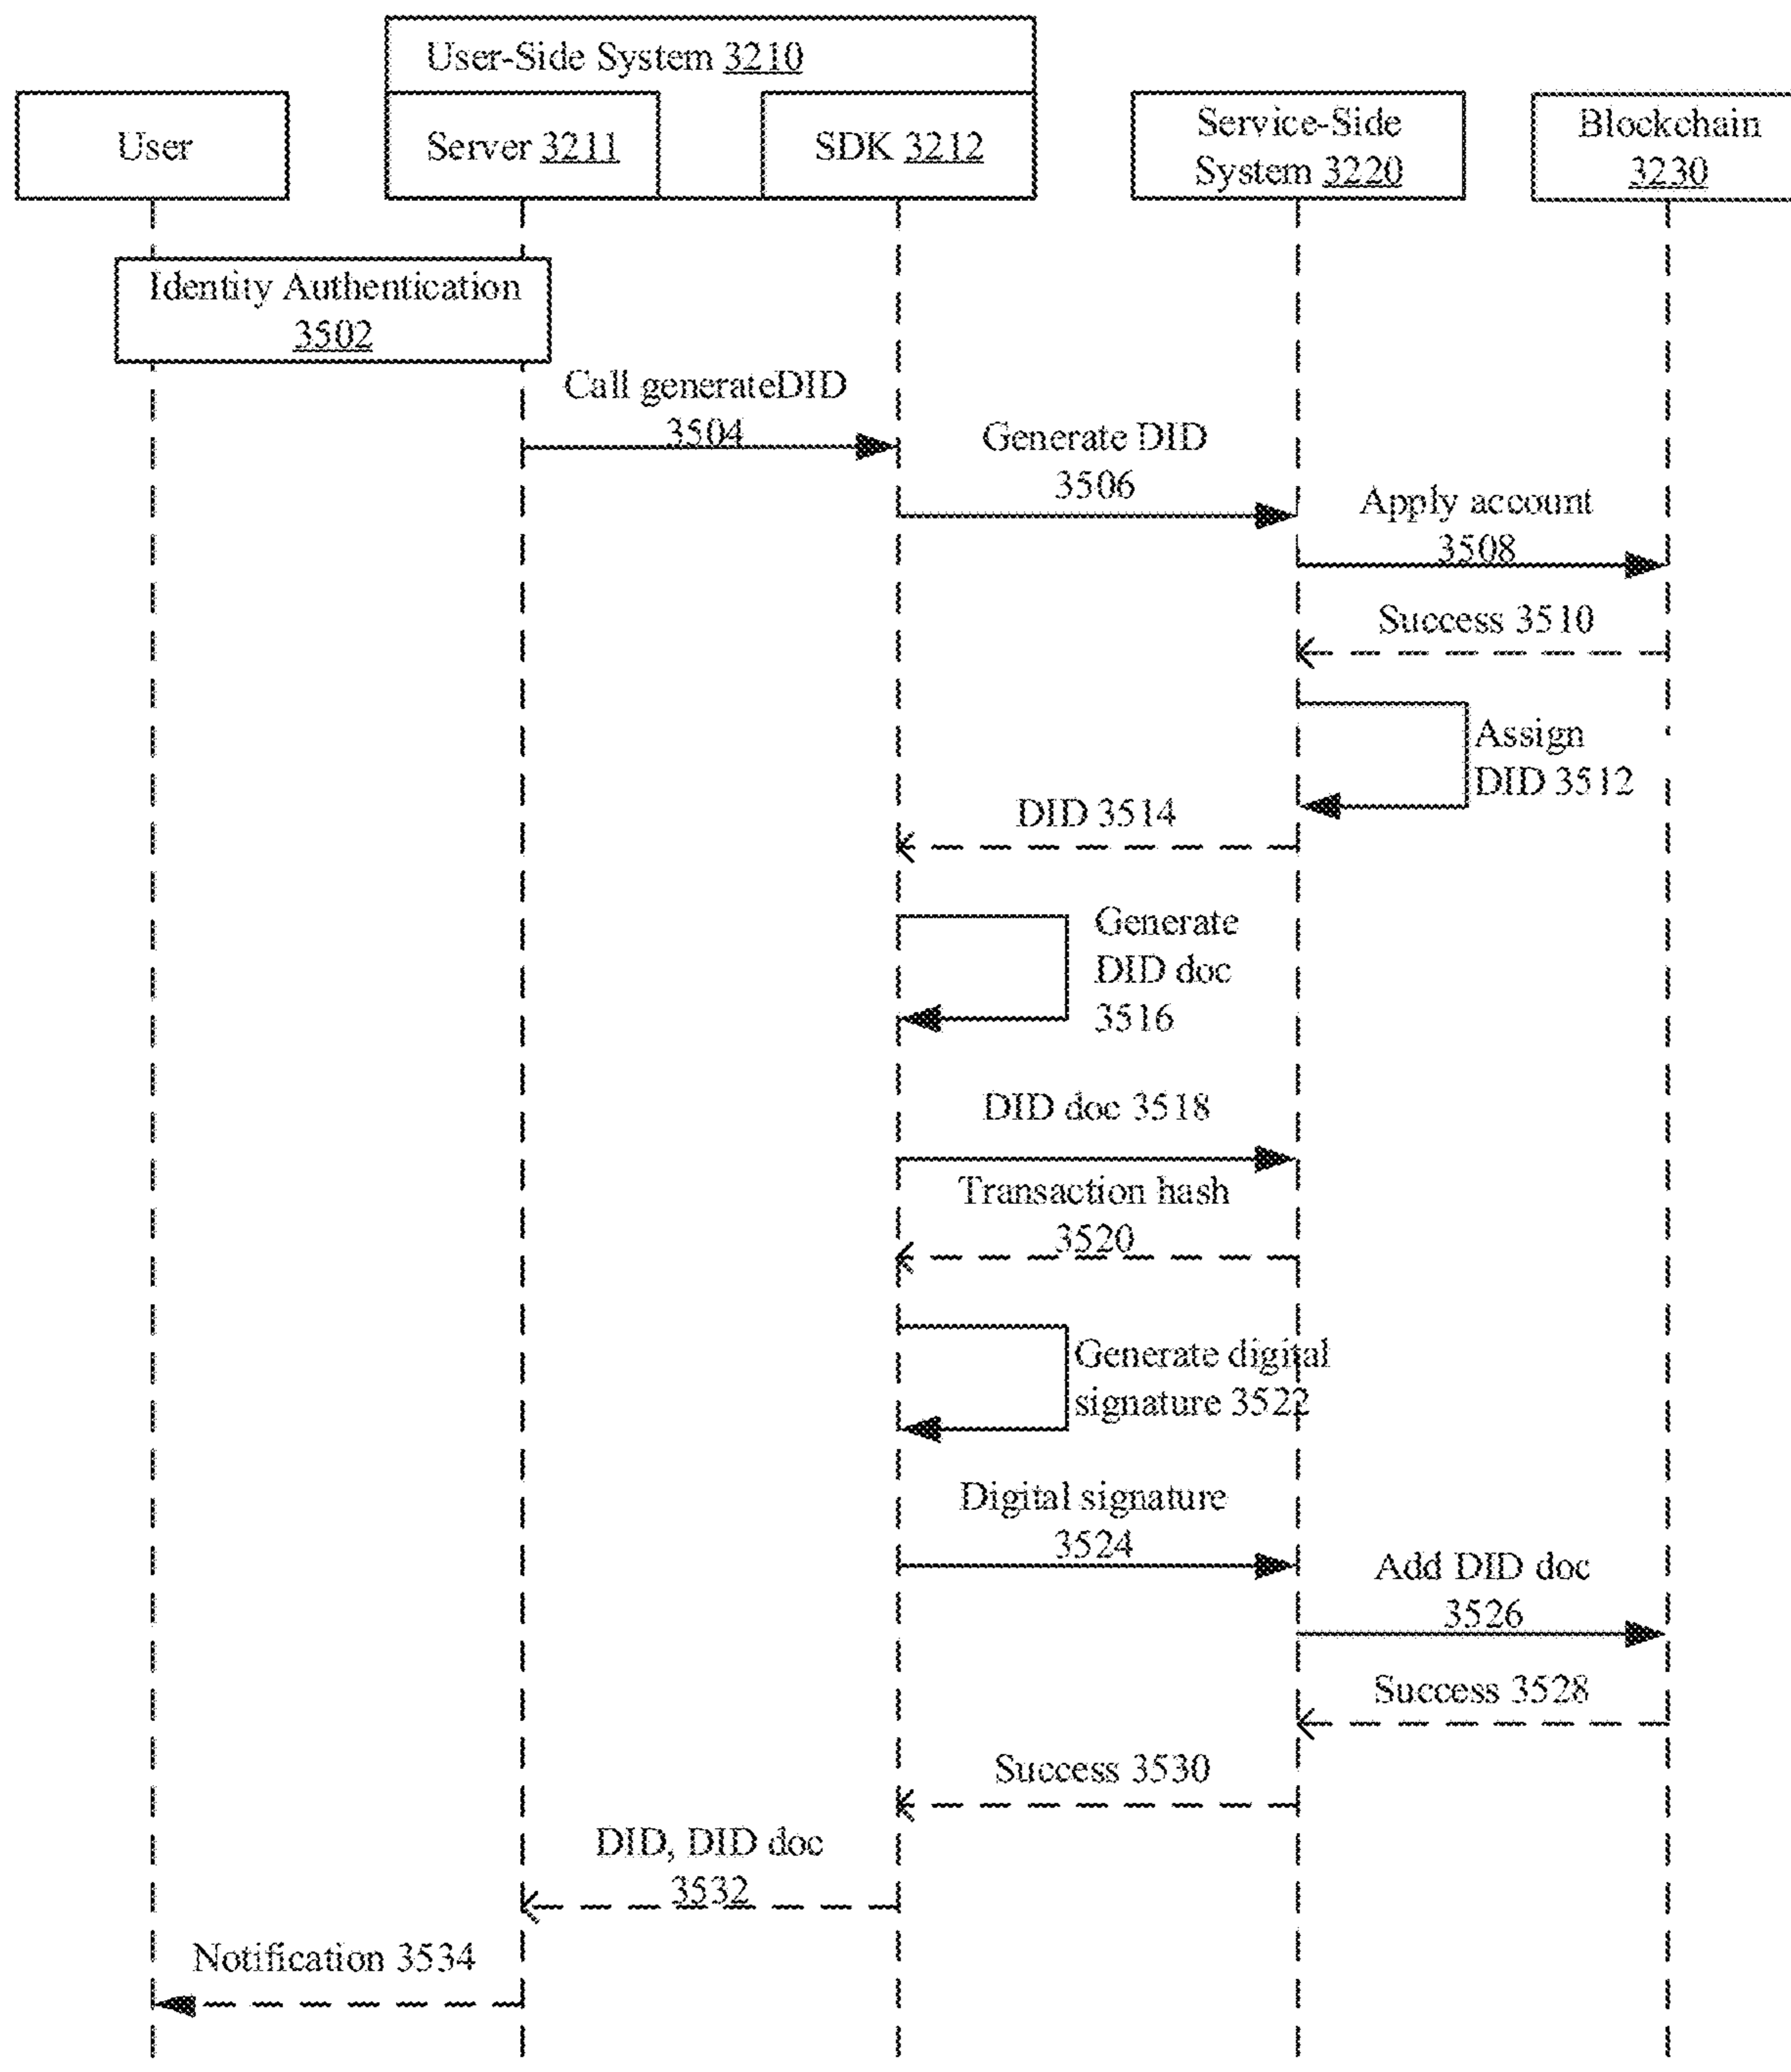 User-Side System 3210
User
Server 3211
SDK 3212
Service-Side
System 3220
Blockchain
3230
Identity Authentication
3502
Call generateDID
3504
Generate DID
3506
Apply account
3508
Success 3510
Assign
DID 3512
DID 3514
Generate
DID doc
3516
DID doc 3518
Transaction hash
3520
Generate digital
signature 3522
Digital signature
3524
Add DID doc
3526
Success 3528
Success 3530
DID, DID doc
3532
Notification 3534